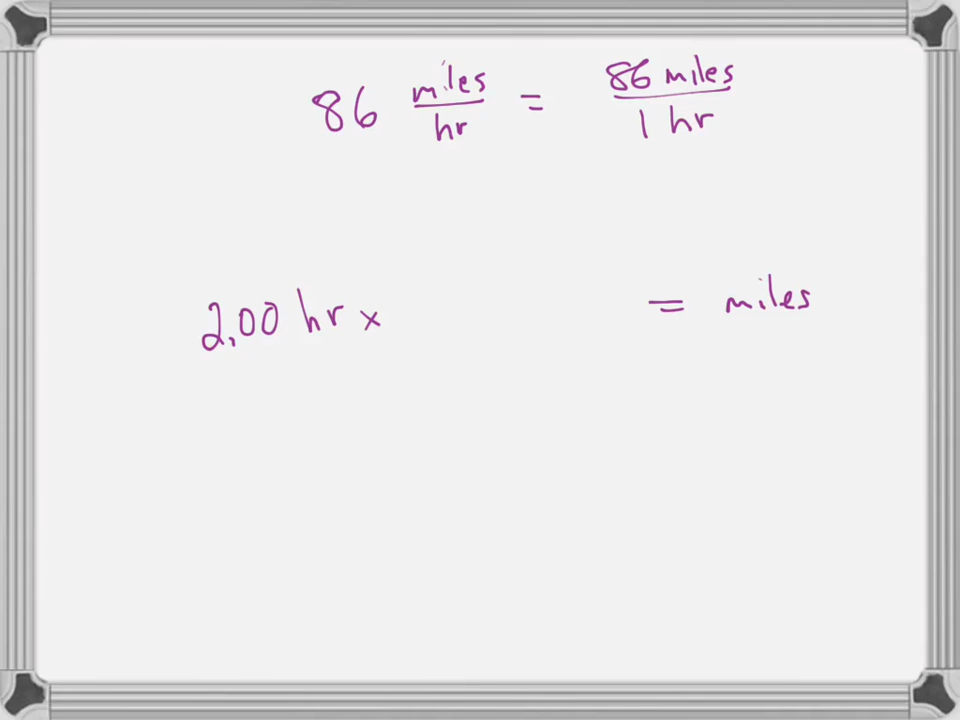 86 miles/hr = 86 miles/1 hr
2.00 hr x = miles